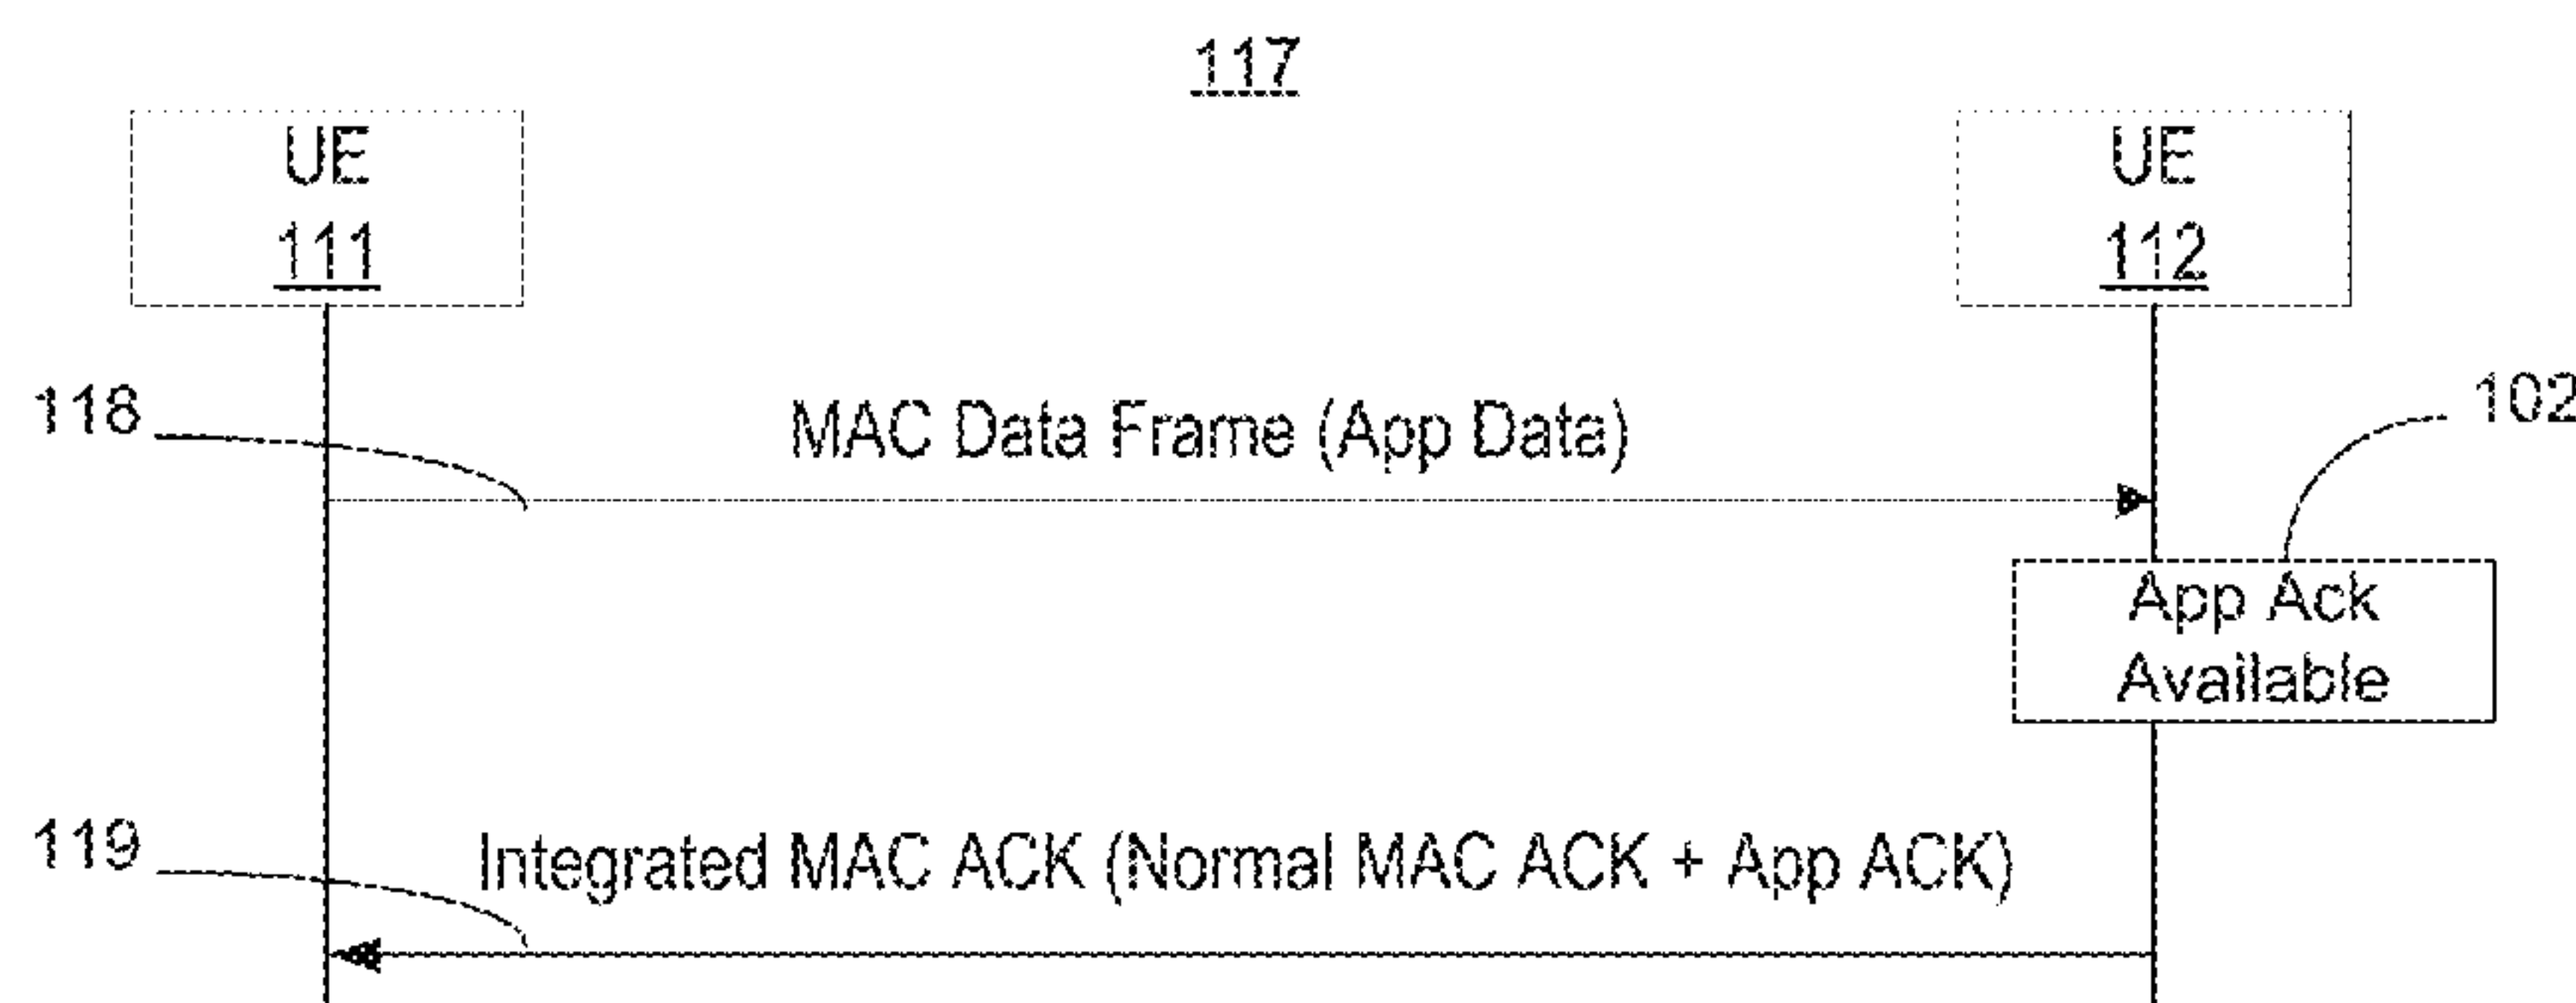 117
UE
111
UE
112
118
MAC Data Frame (App Data)
102
App Ack
Available
119
Integrated MAC ACK (Normal MAC ACK + App ACK)